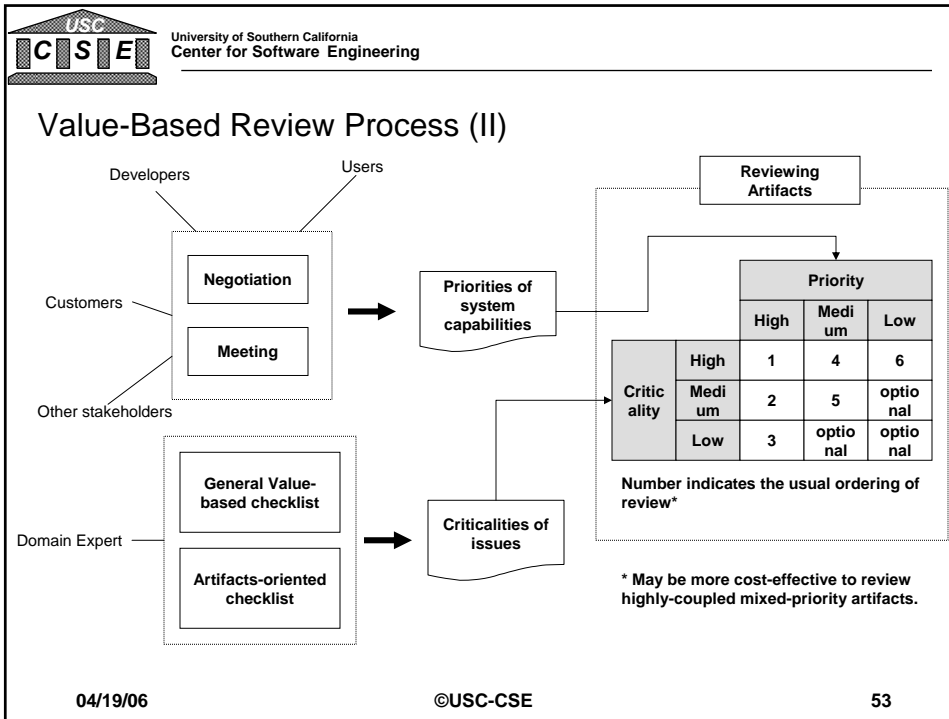 USC
C S E
University of Southern California
Center for Software Engineering
Value-Based Review Process (II)
Developers
Users
Customers
Other stakeholders
Negotiation
Meeting
Priorities of
system
capabilities
Domain Expert
General Value-
based checklist
Artifacts-oriented
checklist
Criticalities of
issues
Reviewing
Artifacts
Priority
High
Medi
um
Low
Critic
ality
High
1
4
6
Medi
um
2
5
optio
nal
Low
3
optio
nal
optio
nal
Number indicates the usual ordering of
review*
* May be more cost-effective to review
highly-coupled mixed-priority artifacts.
04/19/06
©USC-CSE
53